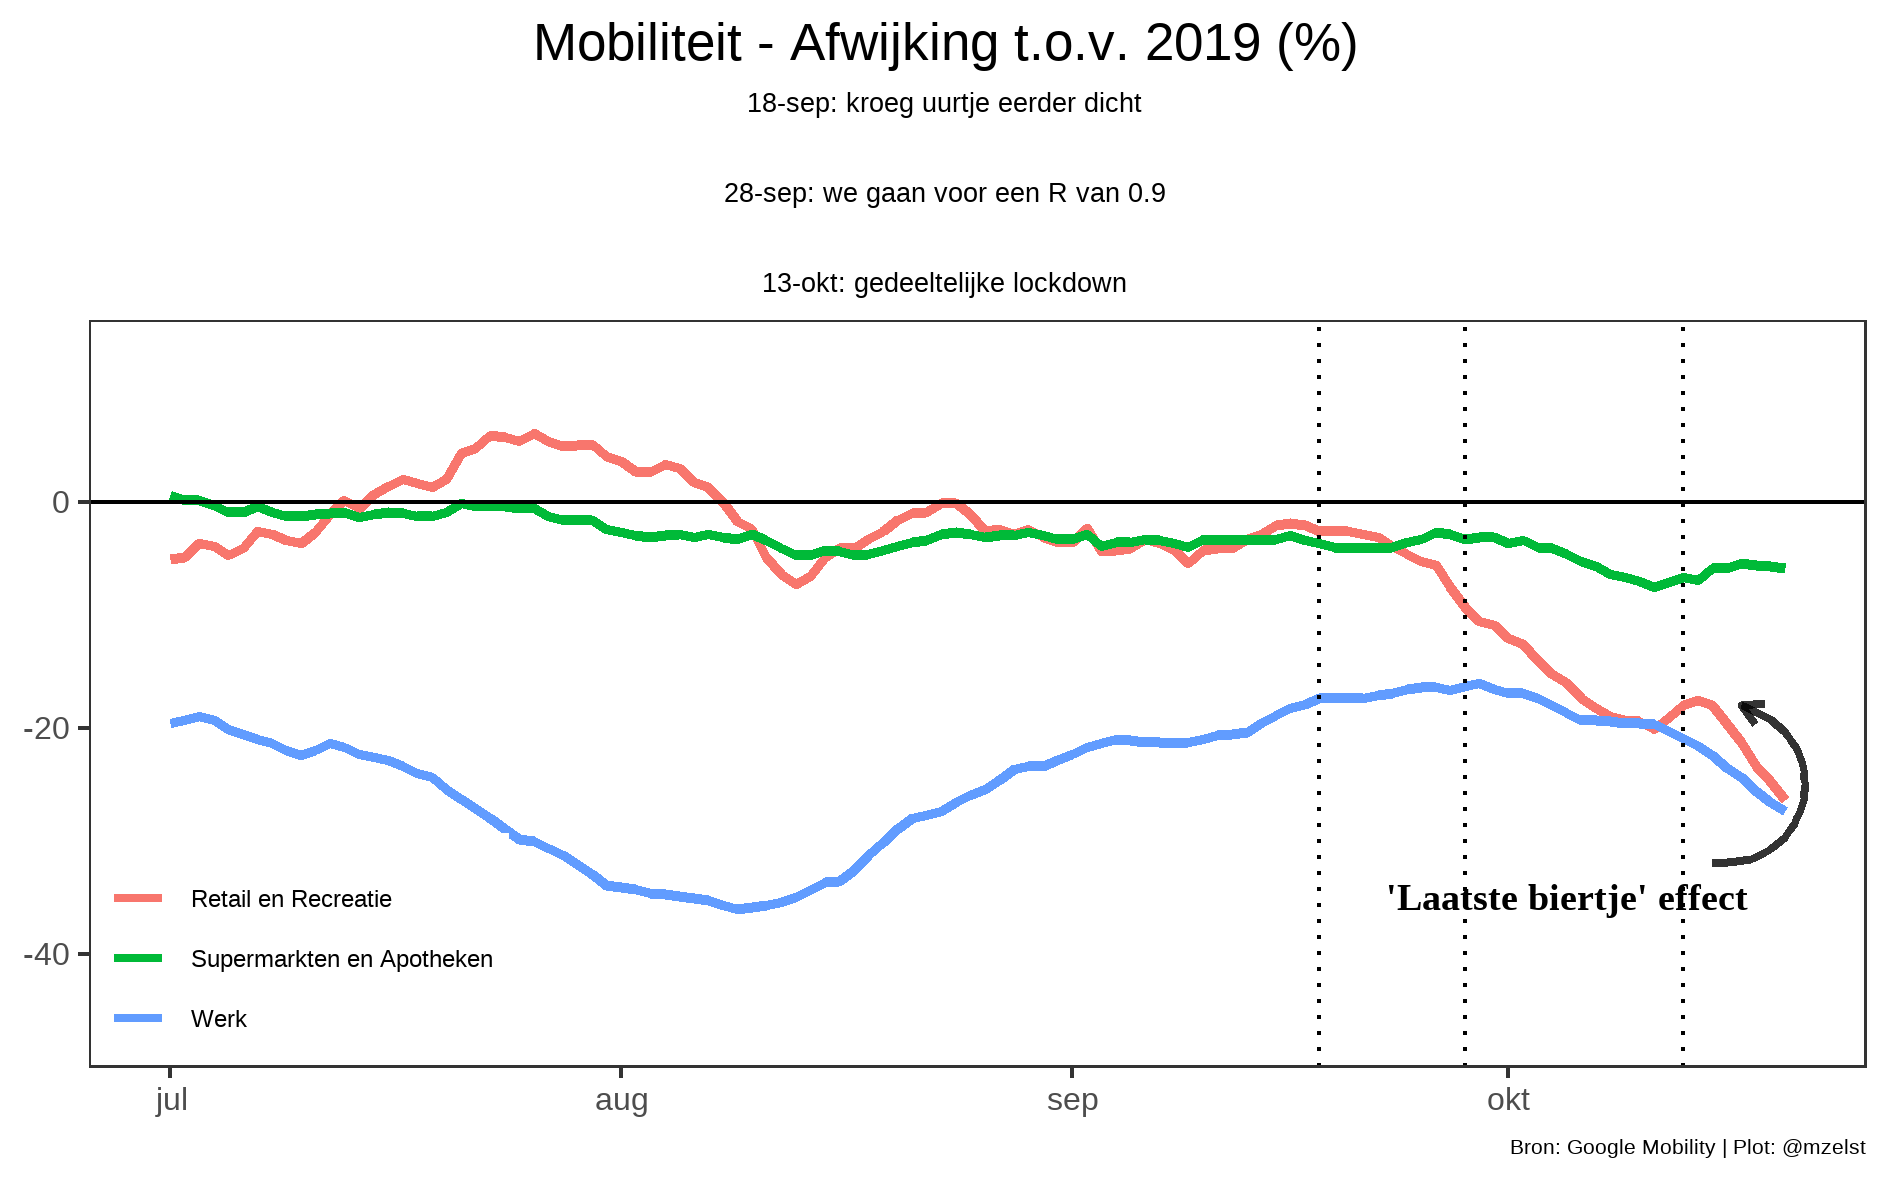 Mobiliteit - Afwijking t.o.v. 2019 (%)
18-sep: kroeg uurtje eerder dicht
28-sep: we gaan voor een R van 0.9
13-okt: gedeeltelijke lockdown
0
-20
-40
'Laatste biertje' effect
Retail en Recreatie
Supermarkten en Apotheken
Werk
jul aug sep okt
Bron: Google Mobility | Plot: @mzelst